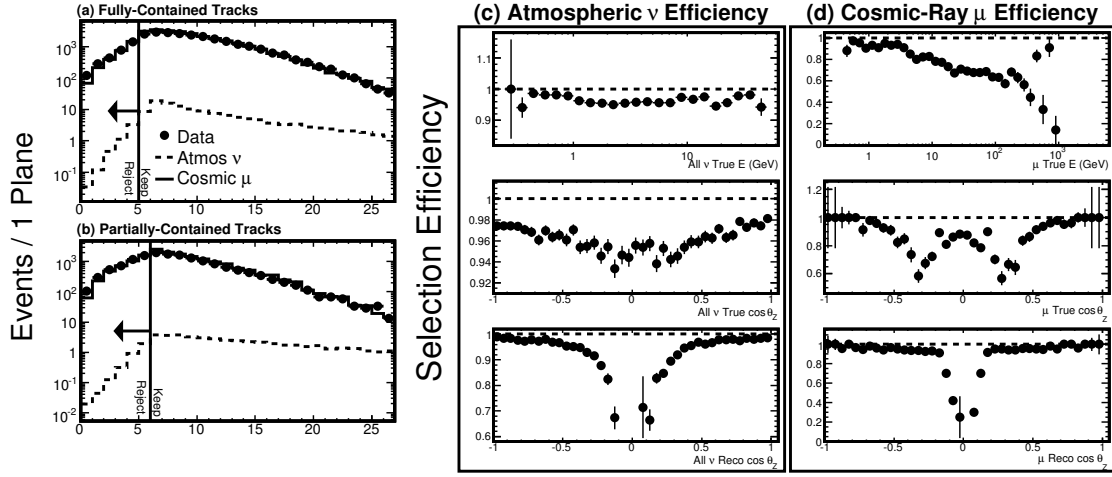 (a) Fully-Contained Tracks
10³
10²
10
1
10⁻¹
10⁻²
Data
Atmos ν
Cosmic μ
Reject
Keep
0 5 10 15 20 25
(b) Partially-Contained Tracks
10³
10²
10
1
10⁻¹
10⁻²
Reject
Keep
0 5 10 15 20 25
Events / 1 Plane
Selection Efficiency
(c) Atmospheric ν Efficiency
1.1
1
0.9
1 10
All ν True E (GeV)
1
0.98
0.96
0.94
0.92
-1 -0.5 0 0.5 1
All ν True cos θZ
1
0.9
0.8
0.7
0.6
-1 -0.5 0 0.5 1
All ν Reco cos θZ
(d) Cosmic-Ray μ Efficiency
1
0.8
0.6
0.4
0.2
0
1 10 10² 10³
μ True E (GeV)
1.2
1
0.8
0.6
-1 -0.5 0 0.5 1
μ True cos θZ
1
0.8
0.6
0.4
0.2
0
-1 -0.5 0 0.5 1
μ Reco cos θZ